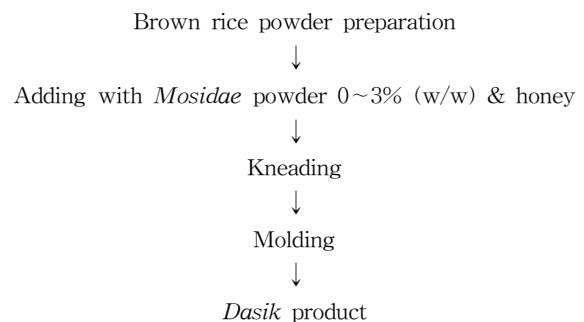 Brown rice powder preparation
↓
Adding with Mosidae powder 0~3% (w/w) & honey
↓
Kneading
↓
Molding
↓
Dasik product